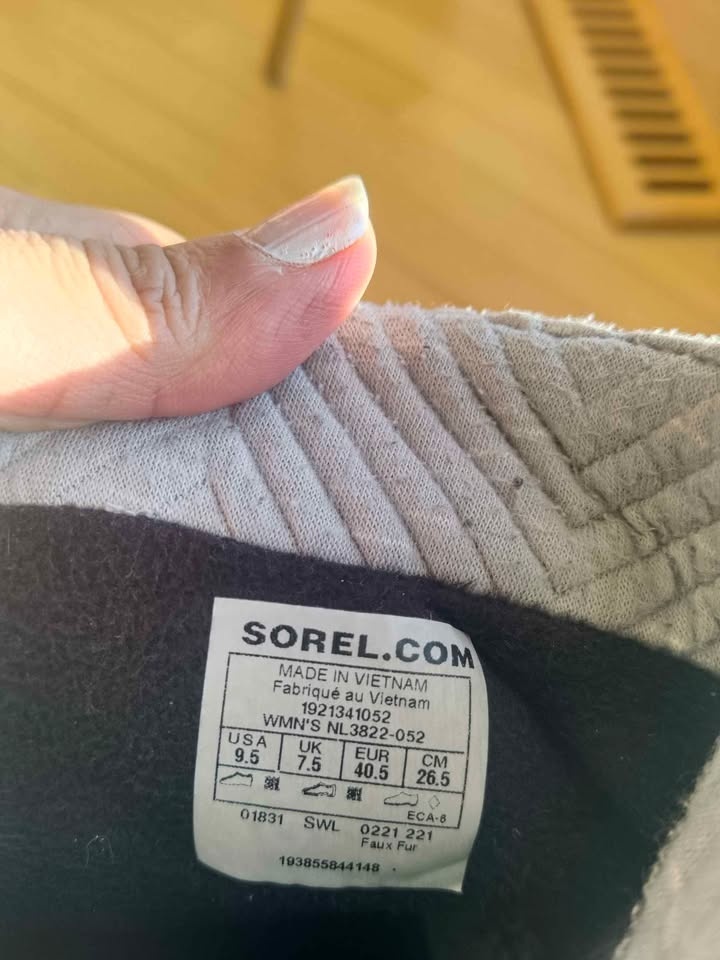 SOREL.COM
MADE IN VIETNAM
Fabriqué au Vietnam
1921341052
WMN'S NL3822-052
USA UK EUR CM
9.5 7.5 40.5 26.5
ECA-6
01831 SWL 0221 221
Faux Fur
193855844148